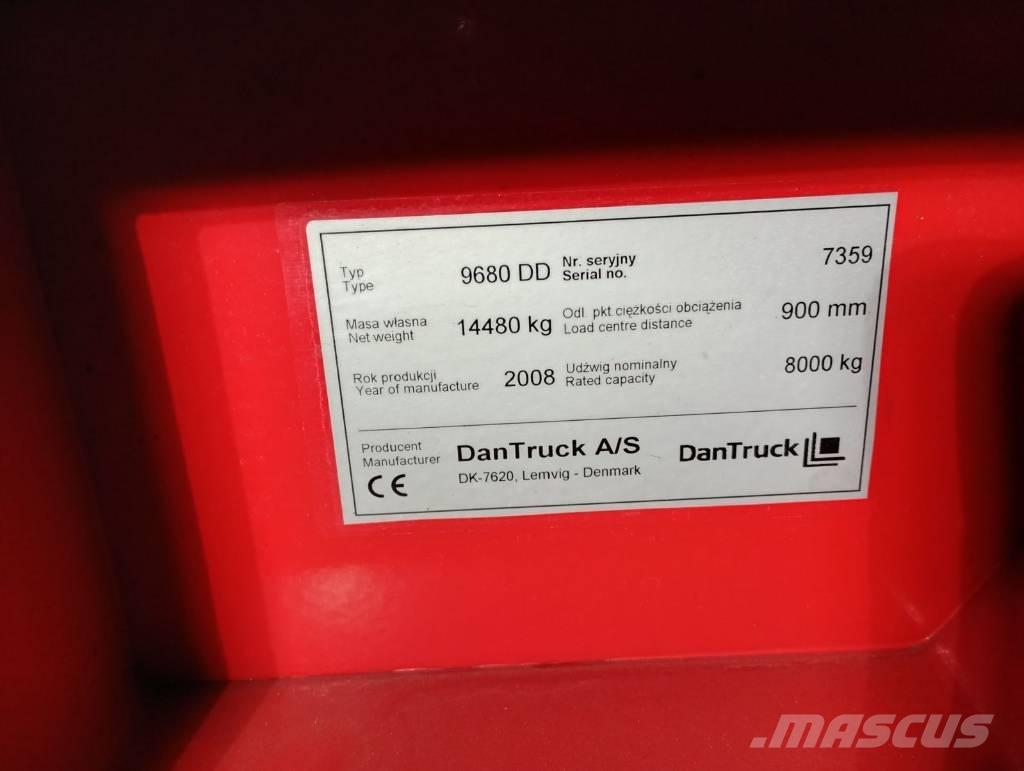 Typ 9680 DD Nr. seryjny 7359
Type Serial no.
Masa własna 14480 kg Odl. pkt.ciężkości obciążenia 900 mm
Net weight Load centre distance
Rok produkcji 2008 Udźwig nominalny 8000 kg
Year of manufacture Rated capacity
Producent DanTruck A/S DanTruck
Manufacturer
DK-7620, Lemvig - Denmark
CE
MASCUS